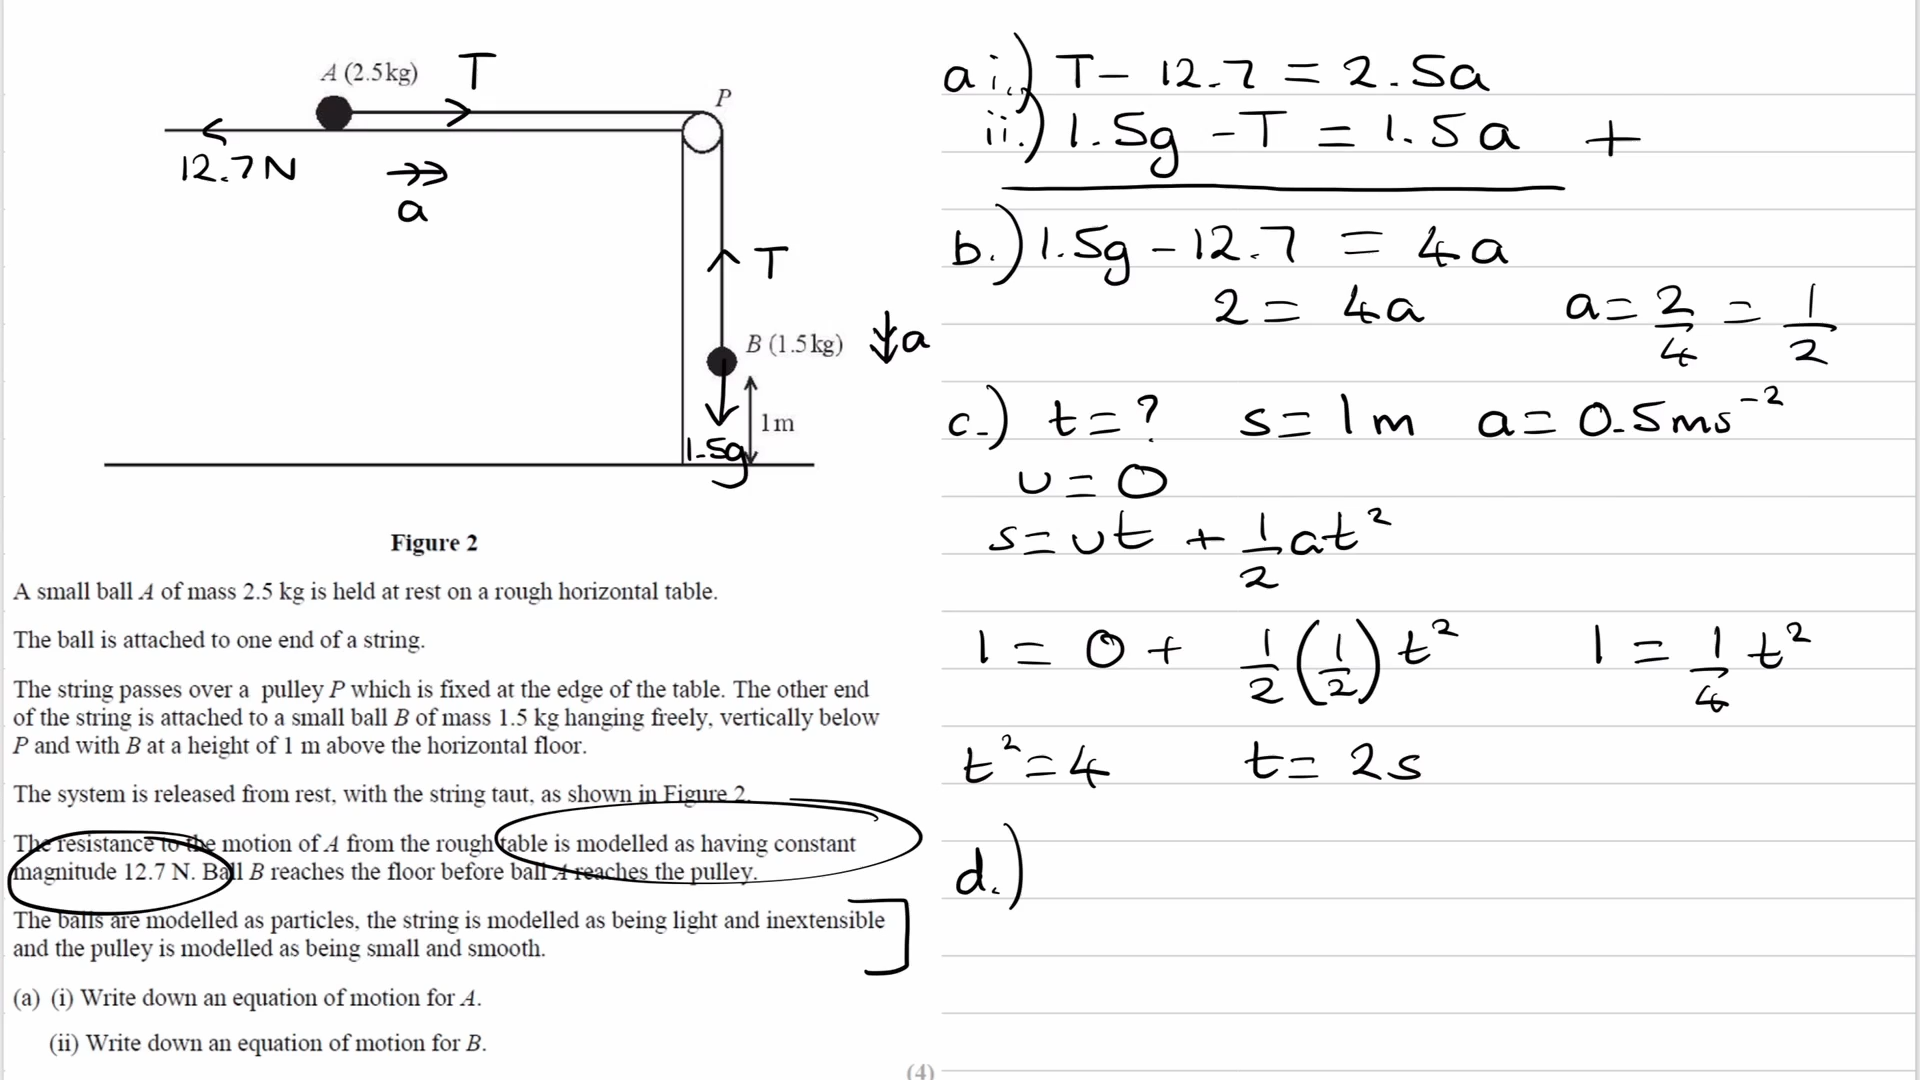 A (2.5kg)
T
P
12.7N
a
T
B (1.5kg)
a
1m
1.5g
Figure 2
A small ball A of mass 2.5 kg is held at rest on a rough horizontal table.
The ball is attached to one end of a string.
The string passes over a pulley P which is fixed at the edge of the table. The other end
of the string is attached to a small ball B of mass 1.5 kg hanging freely, vertically below
P and with B at a height of 1 m above the horizontal floor.
The system is released from rest, with the string taut, as shown in Figure 2.
The resistance to the motion of A from the rough table is modelled as having constant
magnitude 12.7 N. Ball B reaches the floor before ball A reaches the pulley.
The balls are modelled as particles, the string is modelled as being light and inextensible
and the pulley is modelled as being small and smooth.
(a) (i) Write down an equation of motion for A.
(ii) Write down an equation of motion for B.
(4)
a i.) T - 12.7 = 2.5a
ii.) 1.5g - T = 1.5a +
b.) 1.5g - 12.7 = 4a
2 = 4a a = 2/4 = 1/2
c.) t = ? s = 1m a = 0.5ms⁻²
u = 0
s = ut + 1/2 at²
1 = 0 + 1/2 (1/2) t² 1 = 1/4 t²
t² = 4 t = 2s
d.)